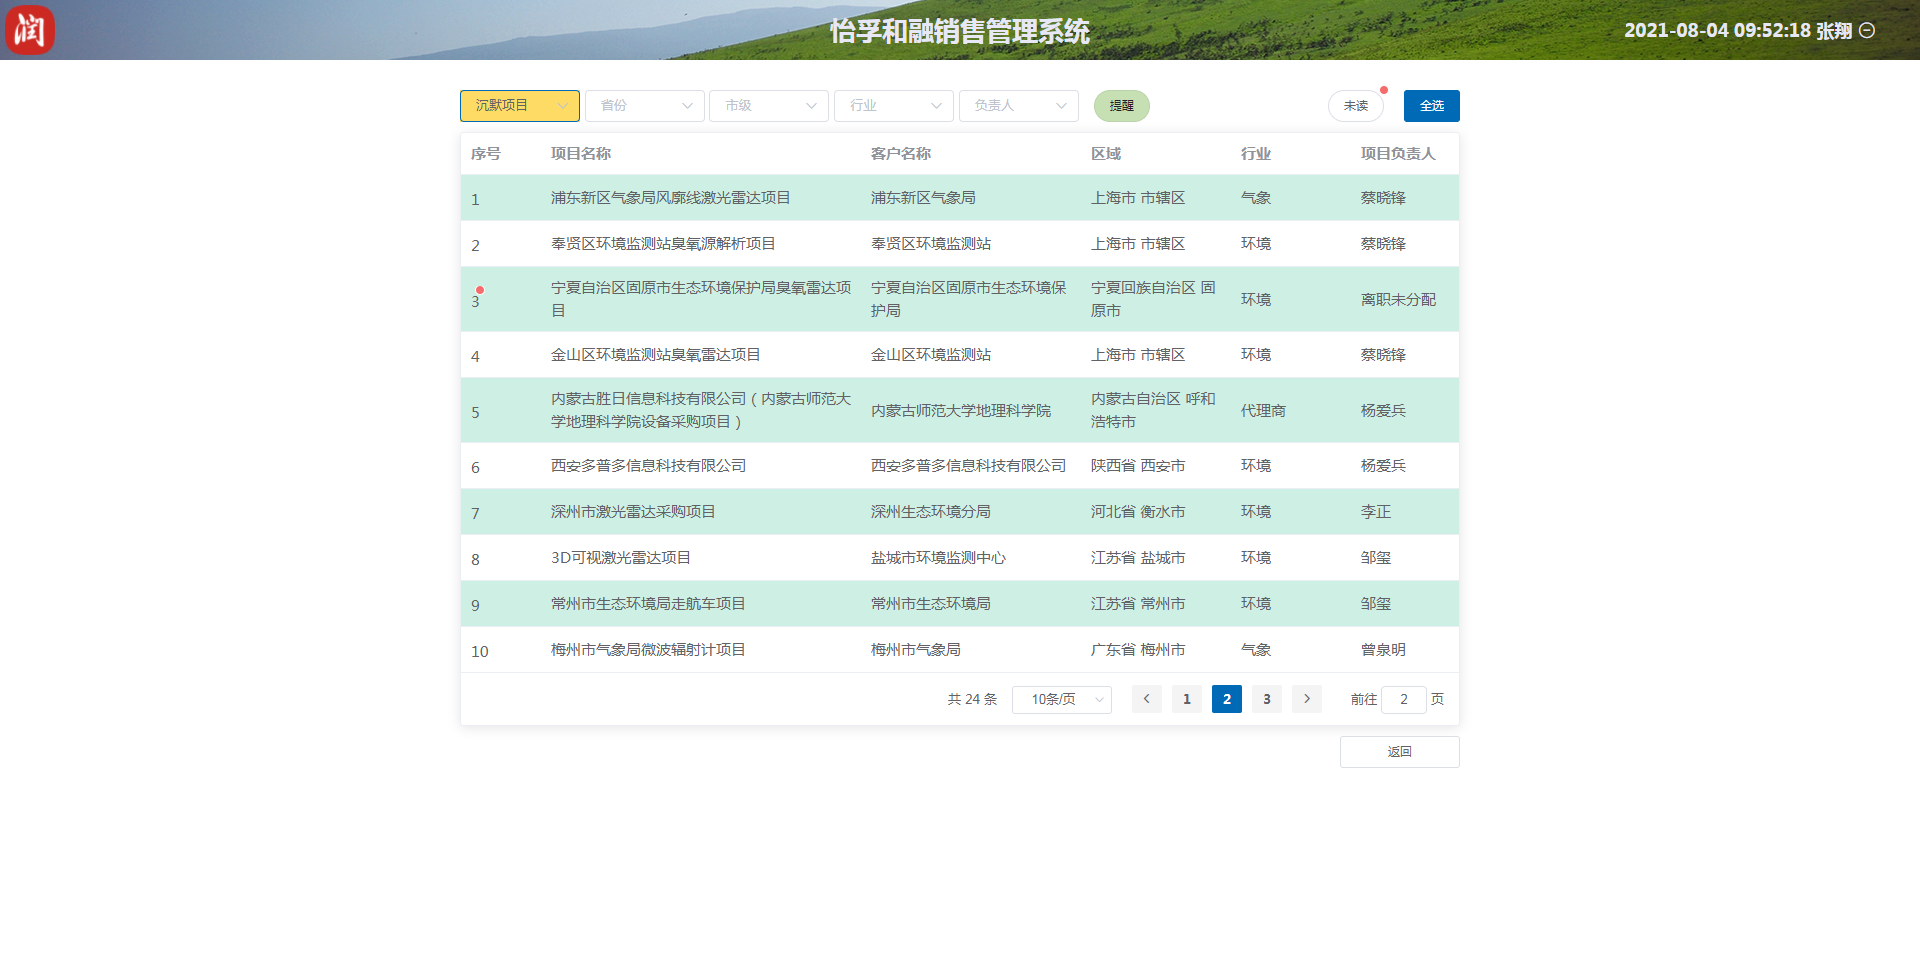 润
怡孚和融销售管理系统
2021-08-04 09:52:18 张翔
沉默项目 省份 市级 行业 负责人 提醒 未读 全选
序号 项目名称 客户名称 区域 行业 项目负责人
1 浦东新区气象局风廓线激光雷达项目 浦东新区气象局 上海市 市辖区 气象 蔡晓锋
2 奉贤区环境监测站臭氧源解析项目 奉贤区环境监测站 上海市 市辖区 环境 蔡晓锋
3 宁夏自治区固原市生态环境保护局臭氧雷达项 宁夏自治区固原市生态环境保 宁夏回族自治区 固 环境 离职未分配
目 护局 原市
4 金山区环境监测站臭氧雷达项目 金山区环境监测站 上海市 市辖区 环境 蔡晓锋
5 内蒙古胜日信息科技有限公司（内蒙古师范大 内蒙古师范大学地理科学院 内蒙古自治区 呼和 代理商 杨爱兵
学地理科学院设备采购项目） 浩特市
6 西安多普多信息科技有限公司 西安多普多信息科技有限公司 陕西省 西安市 环境 杨爱兵
7 深州市激光雷达采购项目 深州生态环境分局 河北省 衡水市 环境 李正
8 3D可视激光雷达项目 盐城市环境监测中心 江苏省 盐城市 环境 邹玺
9 常州市生态环境局走航车项目 常州市生态环境局 江苏省 常州市 环境 邹玺
10 梅州市气象局微波辐射计项目 梅州市气象局 广东省 梅州市 气象 曾泉明
共 24 条 10条/页 1 2 3 前往 2 页
返回